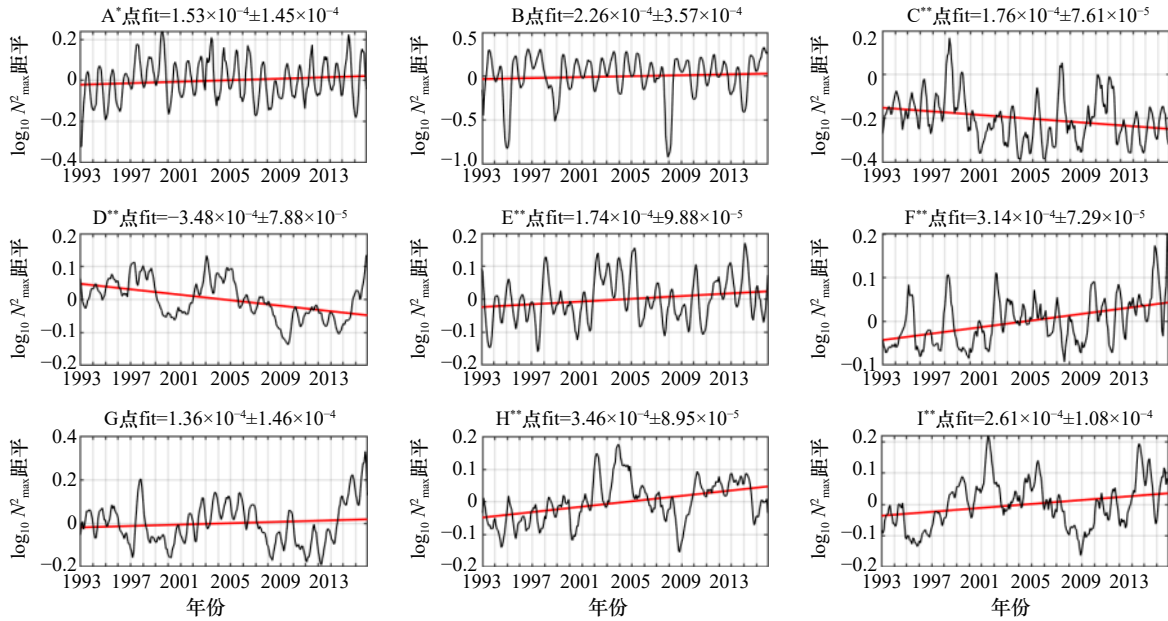 A*点fit=1.53×10⁻⁴±1.45×10⁻⁴
B点fit=2.26×10⁻⁴±3.57×10⁻⁴
C**点fit=1.76×10⁻⁴±7.61×10⁻⁵
log₁₀ N²max距平
0.2
0
−0.2
−0.4
1993 1997 2001 2005 2009 2013
log₁₀ N²max距平
0.5
0
−0.5
−1.0
1993 1997 2001 2005 2009 2013
log₁₀ N²max距平
0.2
0
−0.2
−0.4
1993 1997 2001 2005 2009 2013
D**点fit=−3.48×10⁻⁴±7.88×10⁻⁵
E**点fit=1.74×10⁻⁴±9.88×10⁻⁵
F**点fit=3.14×10⁻⁴±7.29×10⁻⁵
log₁₀ N²max距平
0.2
0.1
0
−0.1
0.2
1993 1997 2001 2005 2009 2013
log₁₀ N²max距平
0.2
0.1
0
−0.1
0.2
1993 1997 2001 2005 2009 2013
log₁₀ N²max距平
0.2
0.1
0
−0.1
1993 1997 2001 2005 2009 2013
G点fit=1.36×10⁻⁴±1.46×10⁻⁴
H**点fit=3.46×10⁻⁴±8.95×10⁻⁵
I**点fit=2.61×10⁻⁴±1.08×10⁻⁴
log₁₀ N²max距平
0.4
0.2
0
0.2
1993 1997 2001 2005 2009 2013
年份
log₁₀ N²max距平
0.2
0.1
0
−0.1
0.2
1993 1997 2001 2005 2009 2013
年份
log₁₀ N²max距平
0.2
0.1
0
−0.1
0.2
1993 1997 2001 2005 2009 2013
年份